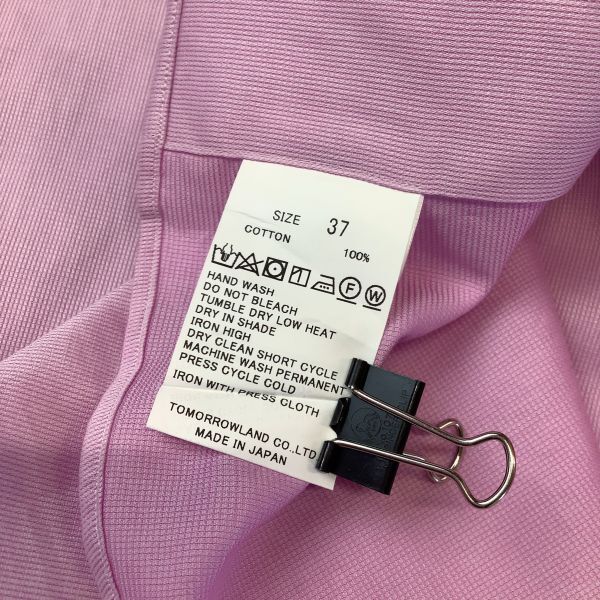 SIZE 37
COTTON 100%
F W
HAND WASH
DO NOT BLEACH
TUMBLE DRY LOW HEAT
DRY IN SHADE
IRON HIGH
DRY CLEAN SHORT CYCLE
MACHINE WASH PERMANENT
PRESS CYCLE COLD
IRON WITH PRESS CLOTH
TOMORROWLAND CO.,LTD
MADE IN JAPAN